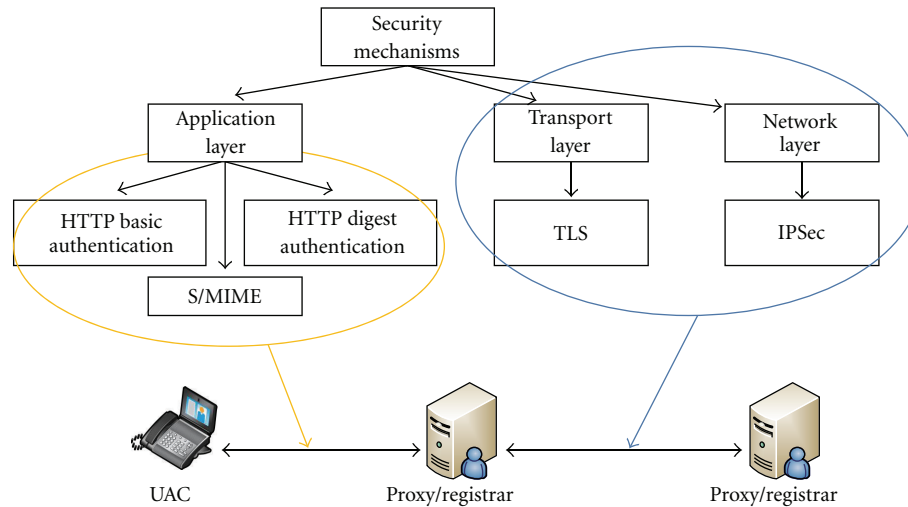 Security
mechanisms
Application
layer
Transport
layer
Network
layer
HTTP basic
authentication
HTTP digest
authentication
S/MIME
TLS
IPSec
UAC
Proxy/registrar
Proxy/registrar